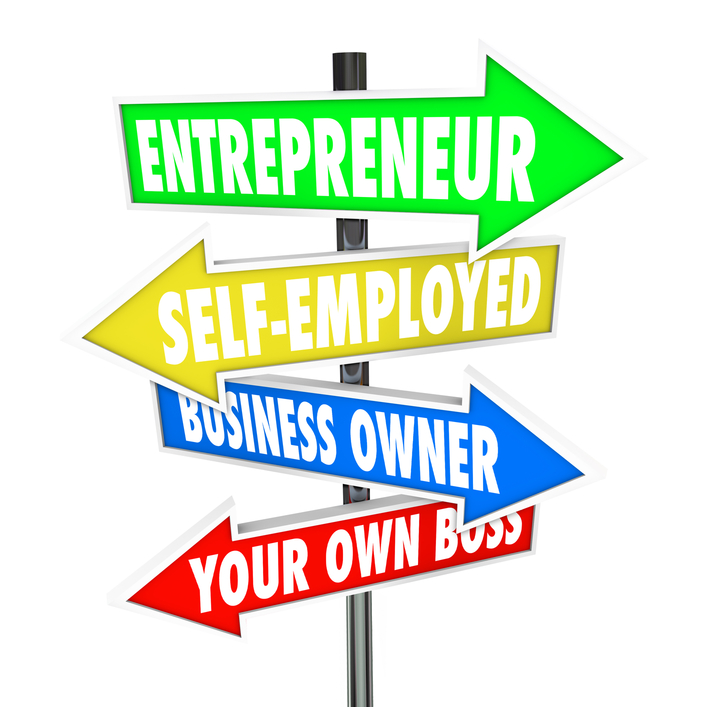 ENTREPRENEUR
SELF-EMPLOYED
BUSINESS OWNER
YOUR OWN BOSS